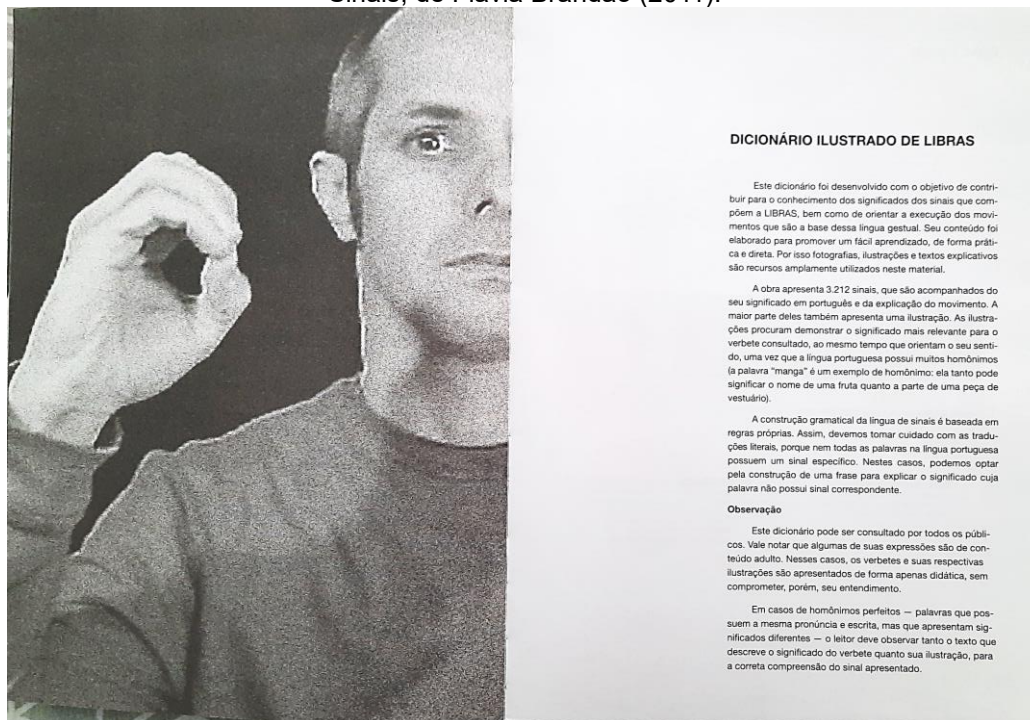 Sinais, de Flávia Brandão (2011).
DICIONÁRIO ILUSTRADO DE LIBRAS
Este dicionário foi desenvolvido com o objetivo de contri-
buir para o conhecimento dos significados dos sinais que com-
põem a LIBRAS, bem como de orientar a execução dos movi-
mentos que são a base dessa língua gestual. Seu conteúdo foi
elaborado para promover um fácil aprendizado, de forma práti-
ca e direta. Por isso fotografias, ilustrações e textos explicativos
são recursos amplamente utilizados neste material.
A obra apresenta 3.212 sinais, que são acompanhados do
seu significado em português e da explicação do movimento. A
maior parte deles também apresenta uma ilustração. As ilustra-
ções procuram demonstrar o significado mais relevante para o
verbete consultado, ao mesmo tempo que orientam o seu senti-
do, uma vez que a língua portuguesa possui muitos homônimos
(a palavra "manga" é um exemplo de homônimo: ela tanto pode
significar o nome de uma fruta quanto a parte de uma peça de
vestuário).
A construção gramatical da língua de sinais é baseada em
regras próprias. Assim, devemos tomar cuidado com as tradu-
ções literais, porque nem todas as palavras na língua portuguesa
possuem um sinal específico. Nestes casos, podemos optar
pela construção de uma frase para explicar o significado cuja
palavra não possui sinal correspondente.
Observação
Este dicionário pode ser consultado por todos os públi-
cos. Vale notar que algumas de suas expressões são de con-
teúdo adulto. Nesses casos, os verbetes e suas respectivas
ilustrações são apresentados de forma apenas didática, sem
comprometer, porém, seu entendimento.
Em casos de homônimos perfeitos — palavras que pos-
suem a mesma pronúncia e escrita, mas que apresentam sig-
nificados diferentes — o leitor deve observar tanto o texto que
descreve o significado do verbete quanto sua ilustração, para
a correta compreensão do sinal apresentado.